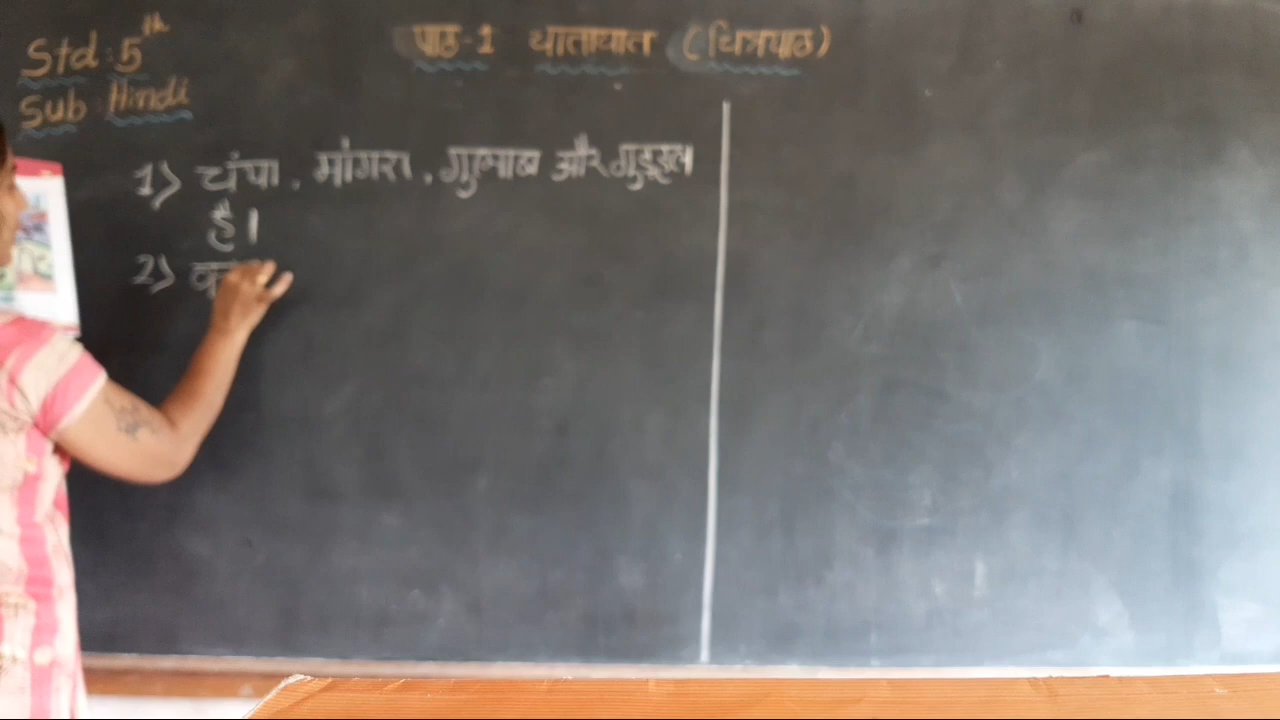 Std : 5th
Sub : Hindi
पाठ-1 यातायात (चित्रपाठ)
1) चंपा, मोगरा, गुलाब और गुड़हल
है।
2)